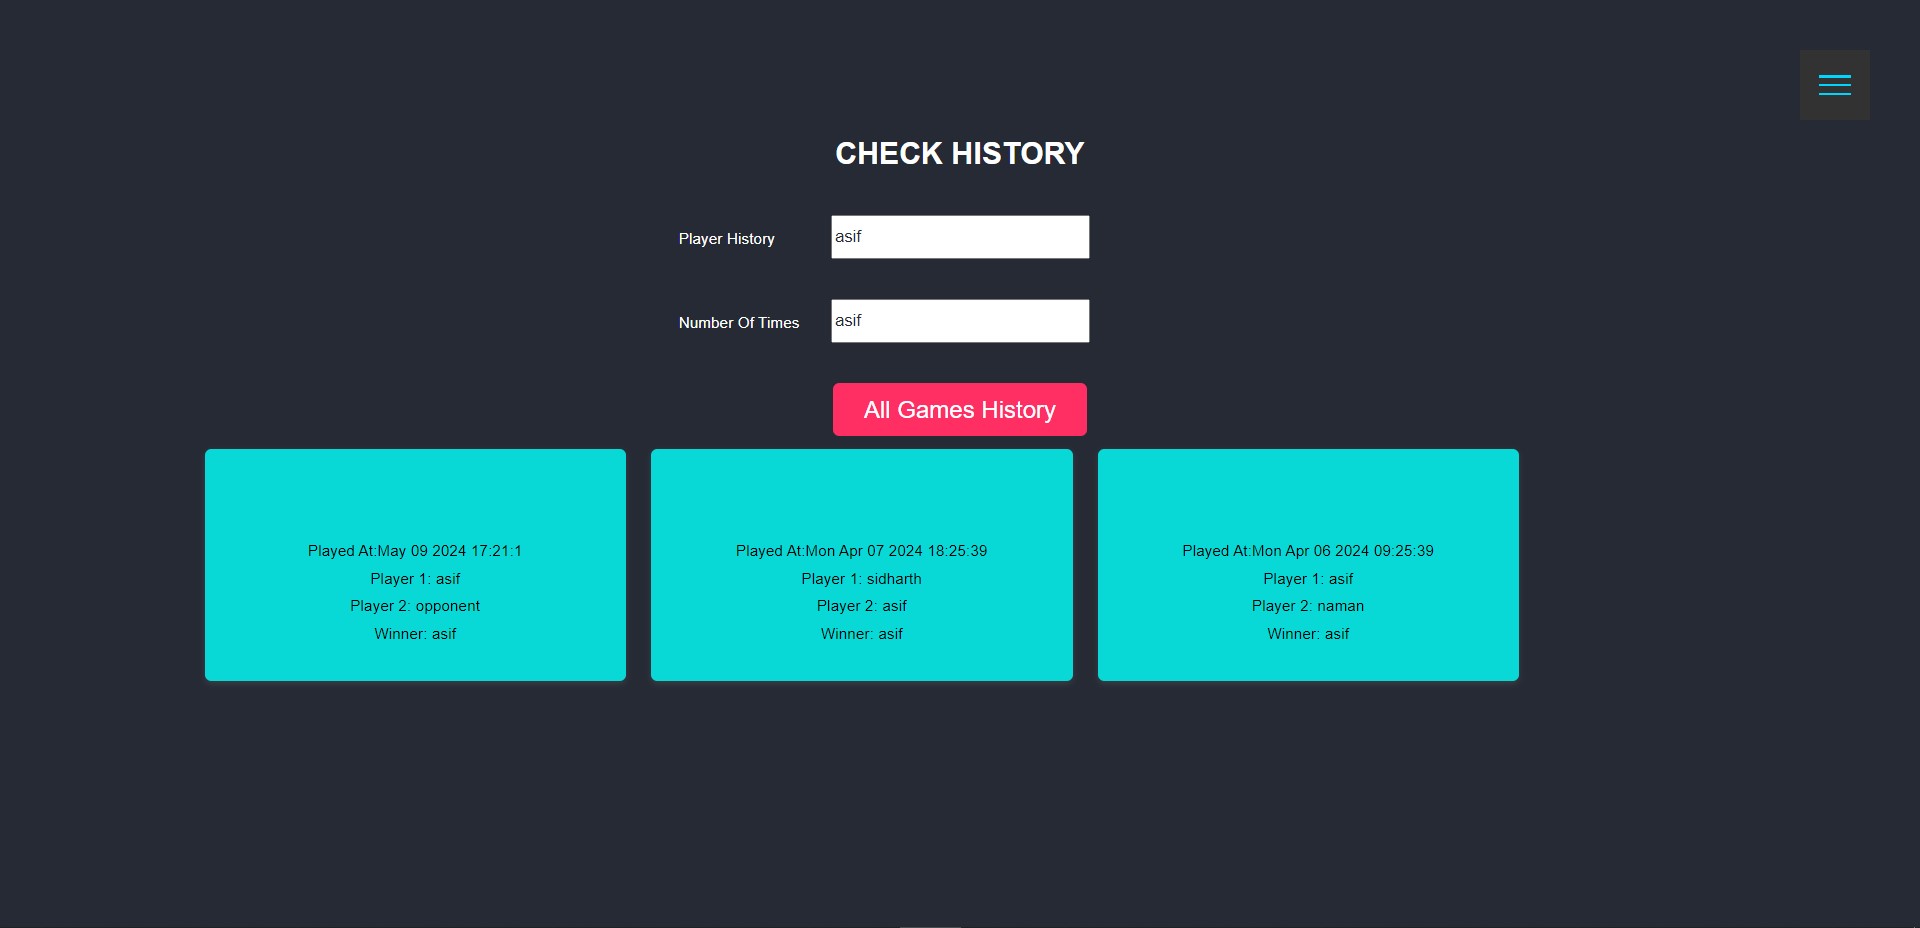 CHECK HISTORY
Player History
asif
Number Of Times
asif
All Games History
Played At:May 09 2024 17:21:1
Player 1: asif
Player 2: opponent
Winner: asif
Played At:Mon Apr 07 2024 18:25:39
Player 1: sidharth
Player 2: asif
Winner: asif
Played At:Mon Apr 06 2024 09:25:39
Player 1: asif
Player 2: naman
Winner: asif